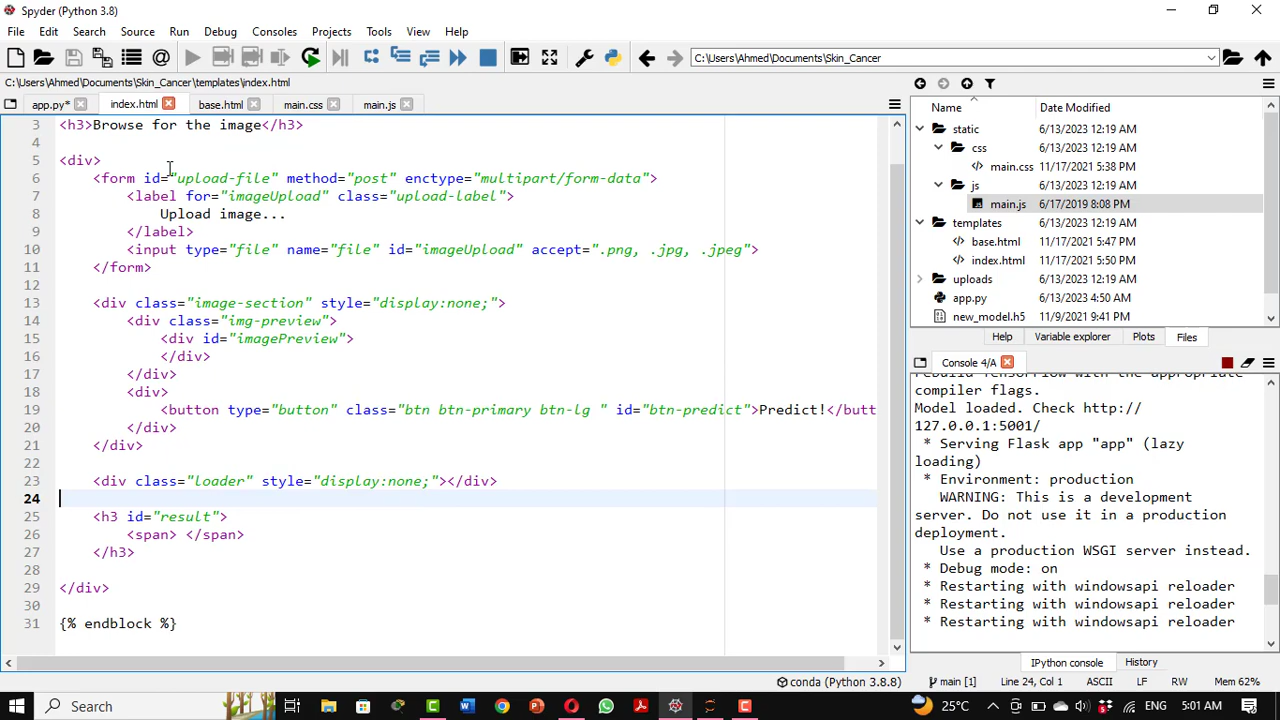 Spyder (Python 3.8)
File Edit Search Source Run Debug Consoles Projects Tools View Help
C:\Users\Ahmed\Documents\Skin_Cancer
C:\Users\Ahmed\Documents\Skin_Cancer\templates\index.html
app.py* index.html base.html main.css main.js
3 <h3>Browse for the image</h3>
4
5 <div>
6 <form id="upload-file" method="post" enctype="multipart/form-data">
7 <label for="imageUpload" class="upload-label">
8 Upload image...
9 </label>
10 <input type="file" name="file" id="imageUpload" accept=".png, .jpg, .jpeg">
11 </form>
12
13 <div class="image-section" style="display:none;">
14 <div class="img-preview">
15 <div id="imagePreview">
16 </div>
17 </div>
18 <div>
19 <button type="button" class="btn btn-primary btn-lg " id="btn-predict">Predict!</butt
20 </div>
21 </div>
22
23 <div class="loader" style="display:none;"></div>
24
25 <h3 id="result">
26 <span> </span>
27 </h3>
28
29 </div>
30
31 {% endblock %}
Name Date Modified
static 6/13/2023 12:19 AM
css 6/13/2023 12:19 AM
main.css 11/17/2021 5:38 PM
js 6/13/2023 12:19 AM
main.js 6/17/2019 8:08 PM
templates 6/13/2023 12:19 AM
base.html 11/17/2021 5:47 PM
index.html 11/17/2021 5:50 PM
uploads 6/13/2023 12:19 AM
app.py 6/13/2023 4:50 AM
new_model.h5 11/9/2021 9:41 PM
Help Variable explorer Plots Files
Console 4/A
rebuild TensorFlow with the appropriate
compiler flags.
Model loaded. Check http://
127.0.0.1:5001/
* Serving Flask app "app" (lazy
loading)
* Environment: production
WARNING: This is a development
server. Do not use it in a production
deployment.
Use a production WSGI server instead.
* Debug mode: on
* Restarting with windowsapi reloader
* Restarting with windowsapi reloader
* Restarting with windowsapi reloader
IPython console History
conda (Python 3.8.8) main [1] Line 24, Col 1 ASCII LF RW Mem 62%
Search 25°C ENG 5:01 AM